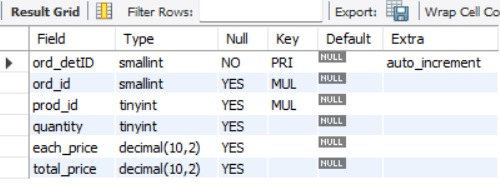 Result Grid Filter Rows: Export: Wrap Cell Co
Field Type Null Key Default Extra
ord_detID smallint NO PRI NULL auto_increment
ord_id smallint YES MUL NULL
prod_id tinyint YES MUL NULL
quantity tinyint YES NULL
each_price decimal(10,2) YES NULL
total_price decimal(10,2) YES NULL